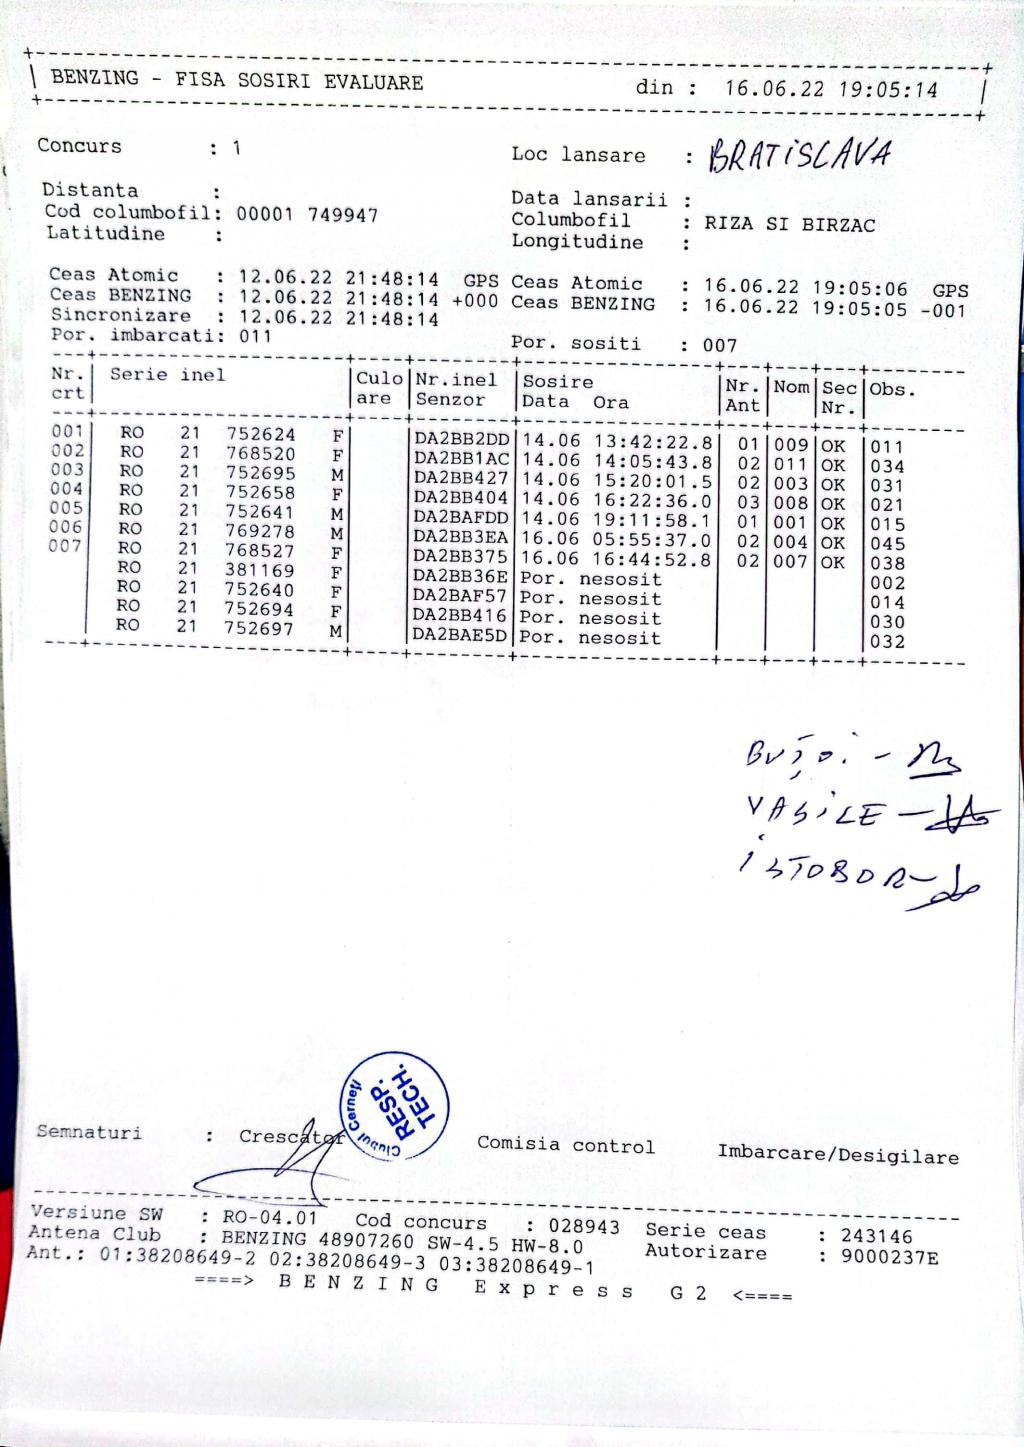 BENZING - FISA SOSIRI EVALUARE din : 16.06.22 19:05:14
Concurs : 1 Loc lansare : BRATiSLAVA
Distanta : Data lansarii :
Cod columbofil: 00001 749947 Columbofil : RIZA SI BIRZAC
Latitudine : Longitudine :
Ceas Atomic : 12.06.22 21:48:14 GPS Ceas Atomic : 16.06.22 19:05:06 GPS
Ceas BENZING : 12.06.22 21:48:14 +000 Ceas BENZING : 16.06.22 19:05:05 -001
Sincronizare : 12.06.22 21:48:14
Por. imbarcati: 011 Por. sositi : 007
Nr. Serie inel Culo Nr.inel Sosire Nr. Nom Sec Obs.
crt are Senzor Data Ora Ant Nr.
001 RO 21 752624 F DA2BB2DD 14.06 13:42:22.8 01 009 OK 011
002 RO 21 768520 F DA2BB1AC 14.06 14:05:43.8 02 011 OK 034
003 RO 21 752695 M DA2BB427 14.06 15:20:01.5 02 003 OK 031
004 RO 21 752658 F DA2BB404 14.06 16:22:36.0 03 008 OK 021
005 RO 21 752641 M DA2BAFDD 14.06 19:11:58.1 01 001 OK 015
006 RO 21 769278 M DA2BB3EA 16.06 05:55:37.0 02 004 OK 045
007 RO 21 768527 F DA2BB375 16.06 16:44:52.8 02 007 OK 038
RO 21 381169 F DA2BB36E Por. nesosit 002
RO 21 752640 F DA2BAF57 Por. nesosit 014
RO 21 752694 F DA2BB416 Por. nesosit 030
RO 21 752697 M DA2BAE5D Por. nesosit 032
BUȚOi -
VASiLE -
iSTOBOR -
Clubul Cerneți
RESP.
TECH.
Semnaturi : Crescator Comisia control Imbarcare/Desigilare
Versiune SW : RO-04.01 Cod concurs : 028943 Serie ceas : 243146
Antena Club : BENZING 48907260 SW-4.5 HW-8.0 Autorizare : 9000237E
Ant.: 01:38208649-2 02:38208649-3 03:38208649-1
====> B E N Z I N G E x p r e s s G 2 <====